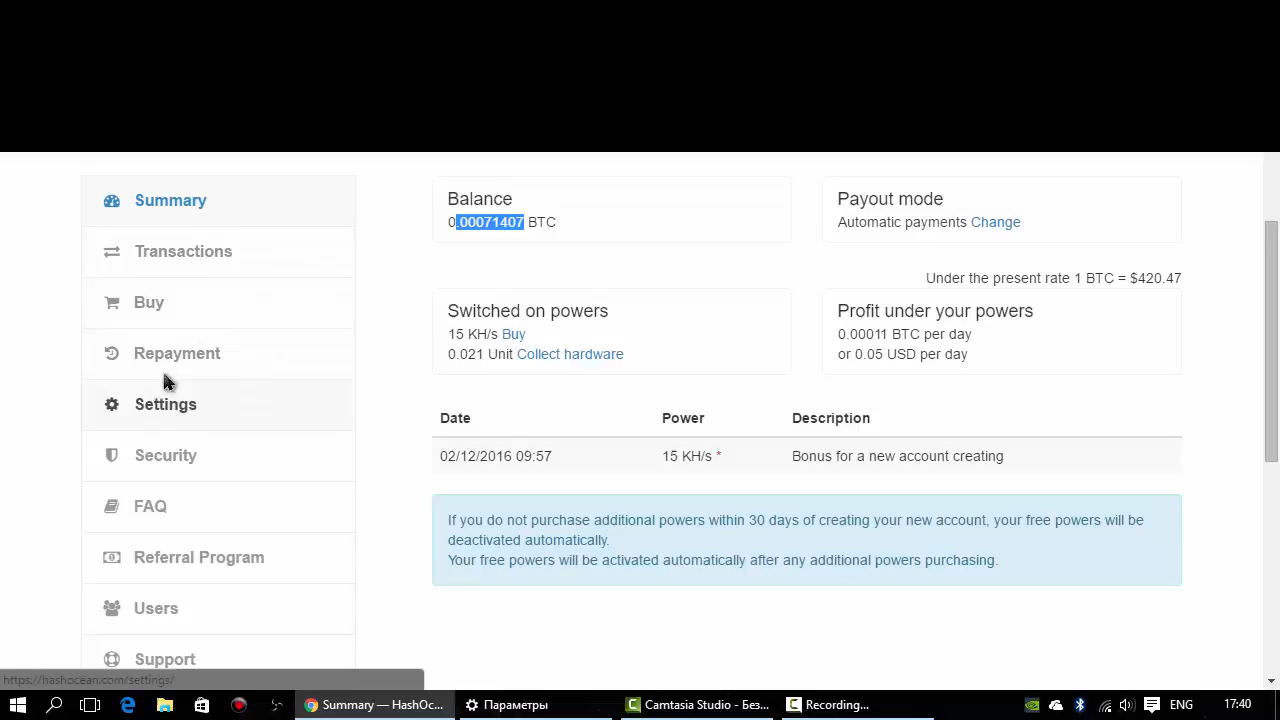 Summary
Transactions
Buy
Repayment
Settings
Security
FAQ
Referral Program
Users
Support
Balance
0.00071407 BTC
Payout mode
Automatic payments Change
Under the present rate 1 BTC = $420.47
Switched on powers
15 KH/s Buy
0.021 Unit Collect hardware
Profit under your powers
0.00011 BTC per day
or 0.05 USD per day
Date Power Description
02/12/2016 09:57 15 KH/s * Bonus for a new account creating
If you do not purchase additional powers within 30 days of creating your new account, your free powers will be
deactivated automatically.
Your free powers will be activated automatically after any additional powers purchasing.
https://hashocean.com/settings/
Summary — HashOc...
Параметры
Camtasia Studio - Без...
Recording...
ENG
17:40